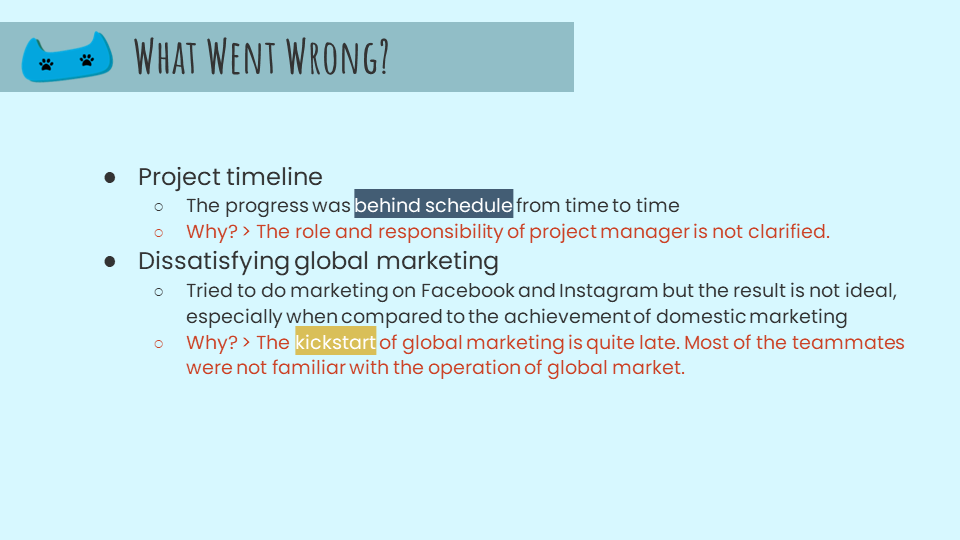 What Went Wrong?
● Project timeline
○ The progress was behind schedule from time to time
○ Why? > The role and responsibility of project manager is not clarified.
● Dissatisfying global marketing
○ Tried to do marketing on Facebook and Instagram but the result is not ideal,
especially when compared to the achievement of domestic marketing
○ Why? > The kickstart of global marketing is quite late. Most of the teammates
were not familiar with the operation of global market.